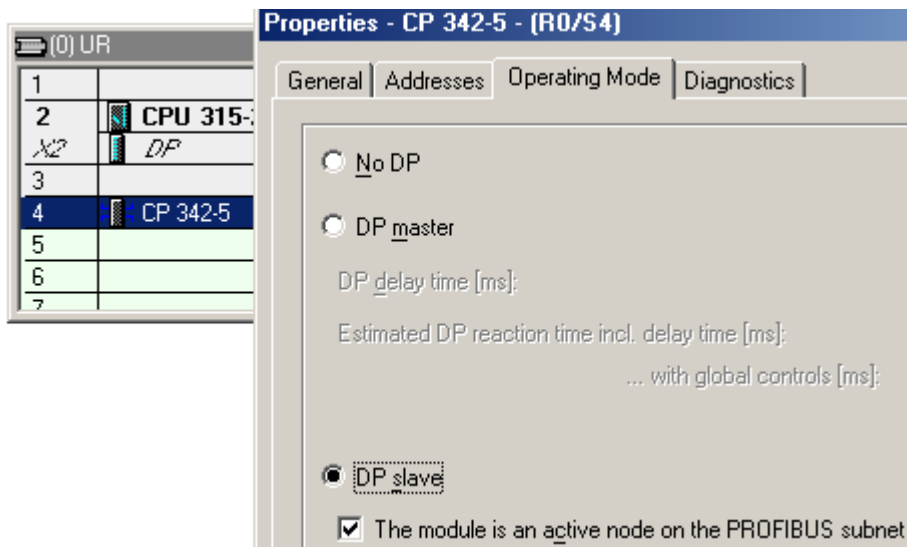 (0) UR
1
2 CPU 315-
X2 DP
3
4 CP 342-5
5
6
7
Properties - CP 342-5 - (R0/S4)
General Addresses Operating Mode Diagnostics
No DP
DP master
DP delay time [ms]:
Estimated DP reaction time incl. delay time [ms]:
... with global controls [ms]:
DP slave
The module is an active node on the PROFIBUS subnet